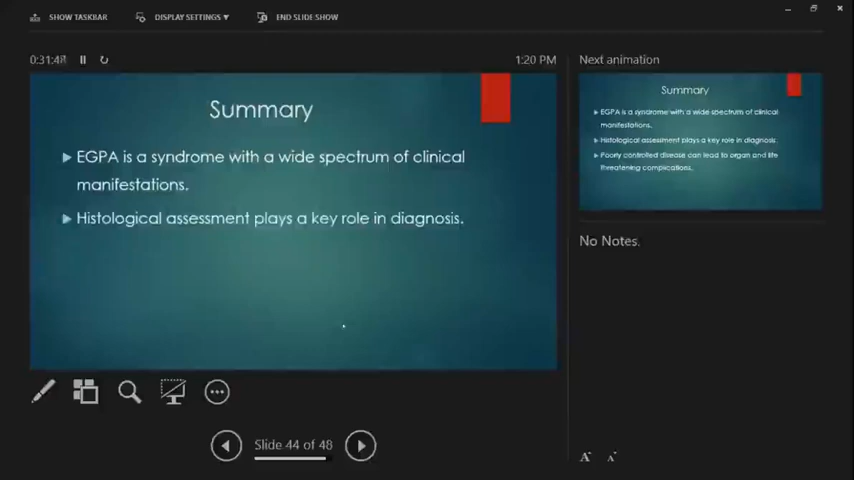 SHOW TASKBAR
DISPLAY SETTINGS ▼
END SLIDE SHOW
0:31:48
1:20 PM
Next animation
Summary
EGPA is a syndrome with a wide spectrum of clinical
manifestations.
Histological assessment plays a key role in diagnosis.
Summary
EGPA is a syndrome with a wide spectrum of clinical
manifestations.
Histological assessment plays a key role in diagnosis.
Poorly controlled disease can lead to organ and life
threatening complications.
No Notes.
Slide 44 of 48
A A